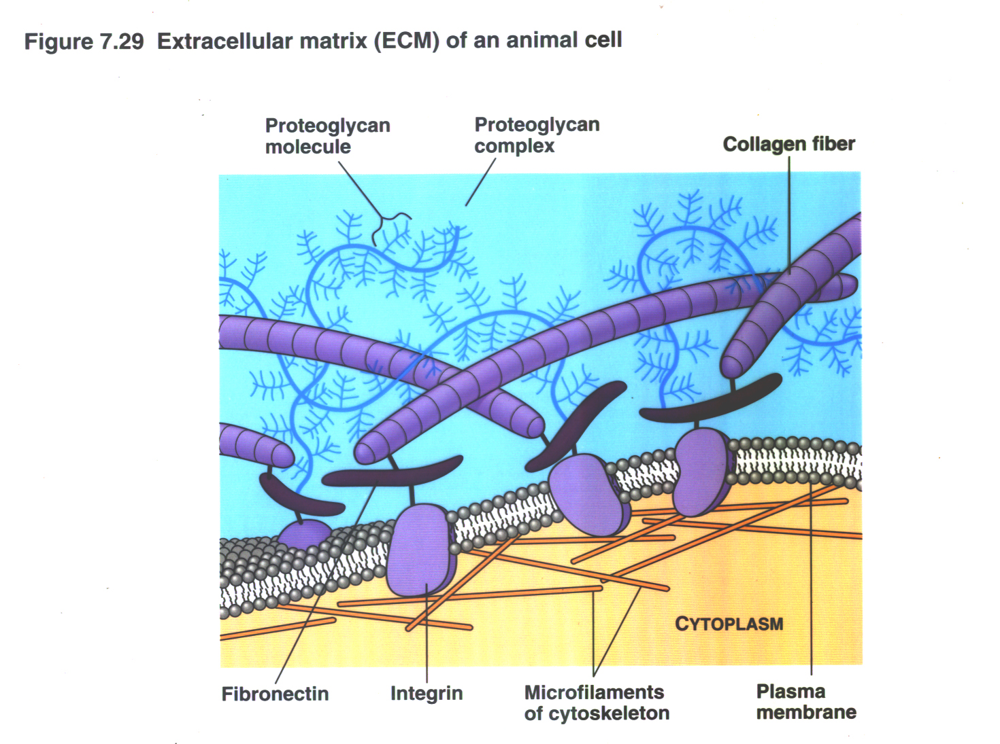 Figure 7.29 Extracellular matrix (ECM) of an animal cell
Proteoglycan
molecule
Proteoglycan
complex
Collagen fiber
CYTOPLASM
Fibronectin
Integrin
Microfilaments
of cytoskeleton
Plasma
membrane